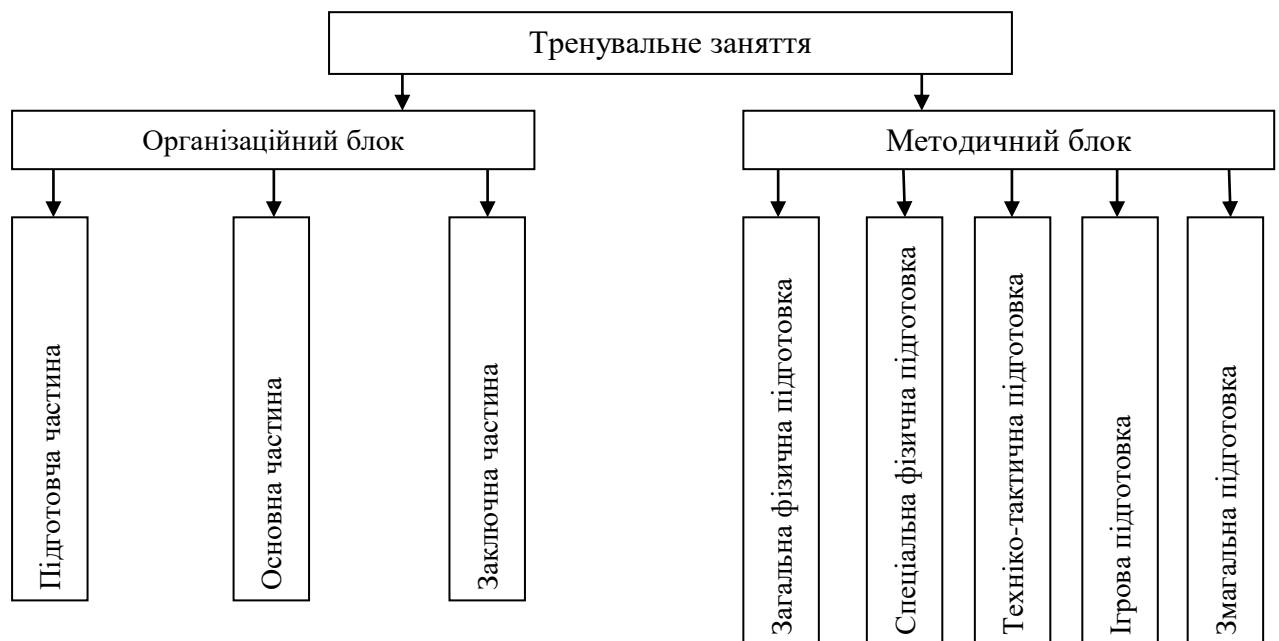 Тренувальне заняття
Організаційний блок
Методичний блок
Підготовча частина
Основна частина
Заключна частина
Загальна фізична підготовка
Спеціальна фізична підготовка
Техніко-тактична підготовка
Ігрова підготовка
Змагальна підготовка